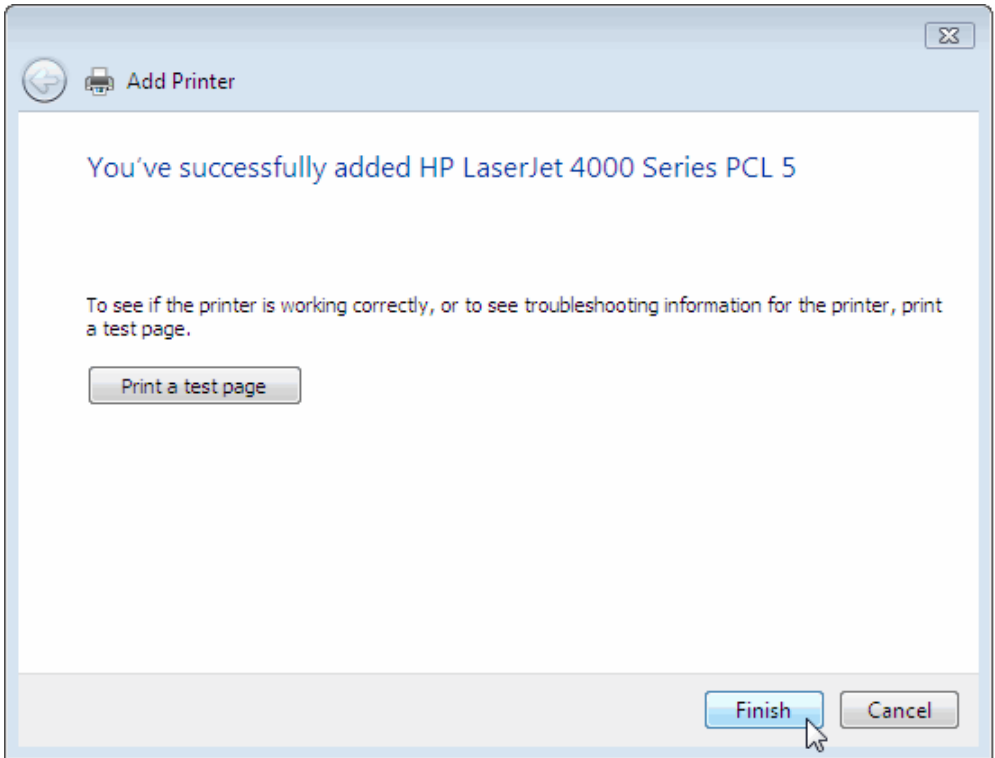 Add Printer
You've successfully added HP LaserJet 4000 Series PCL 5
To see if the printer is working correctly, or to see troubleshooting information for the printer, print
a test page.
Print a test page
Finish
Cancel